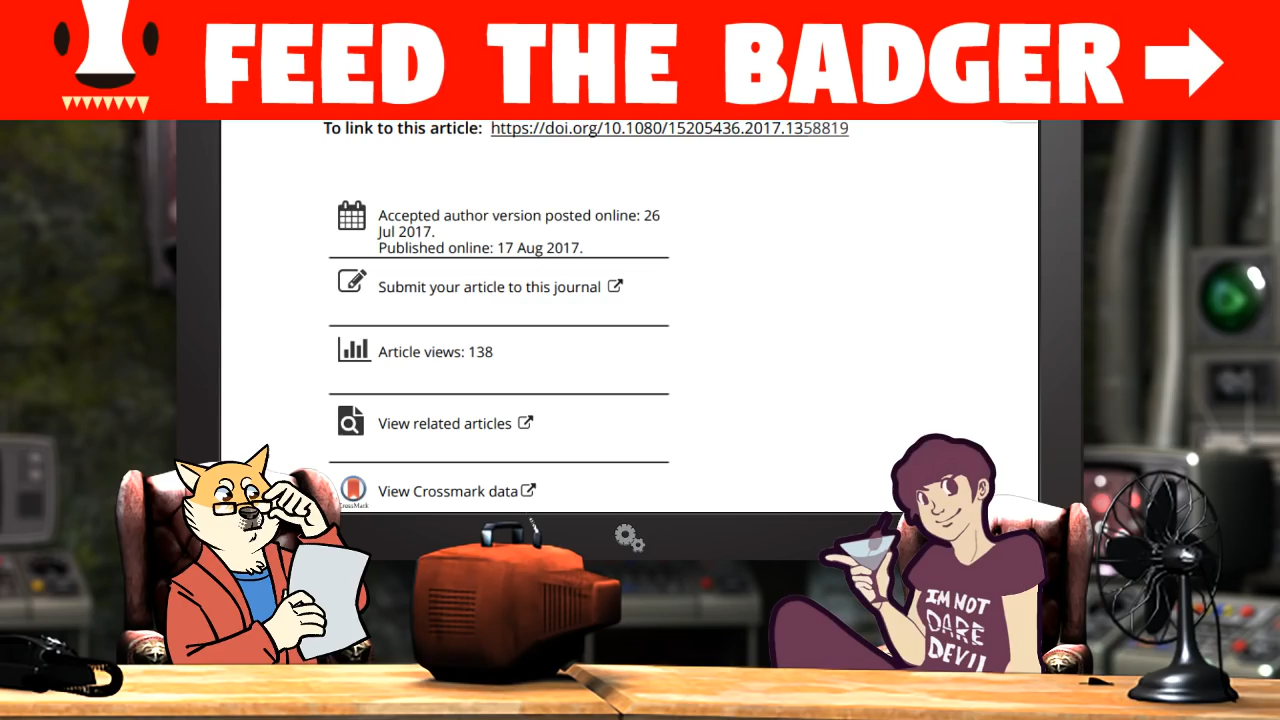 FEED THE BADGER
To link to this article: https://doi.org/10.1080/15205436.2017.1358819
Accepted author version posted online: 26
Jul 2017.
Published online: 17 Aug 2017.
Submit your article to this journal
Article views: 138
View related articles
View Crossmark data
CrossMark
IM NOT
DARE
DEVIL